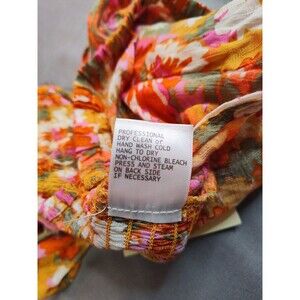 PROFESSIONAL
DRY CLEAN or
HAND WASH COLD
HANG TO DRY
NON-CHLORINE BLEACH
PRESS AND STEAM
ON BACK SIDE
IF NECESSARY